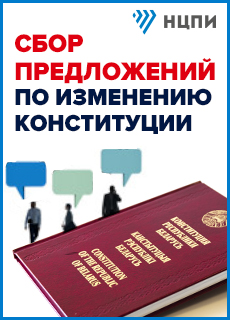 НЦПИ
СБОР
ПРЕДЛОЖЕНИЙ
ПО ИЗМЕНЕНИЮ
КОНСТИТУЦИИ
КОНСТИТУЦИЯ
РЕСПУБЛИКИ
БЕЛАРУСЬ
КАНСТЫТУЦЫЯ
РЭСПУБЛІКІ
БЕЛАРУСЬ
CONSTITUTION
OF THE REPUBLIC
OF BELARUS